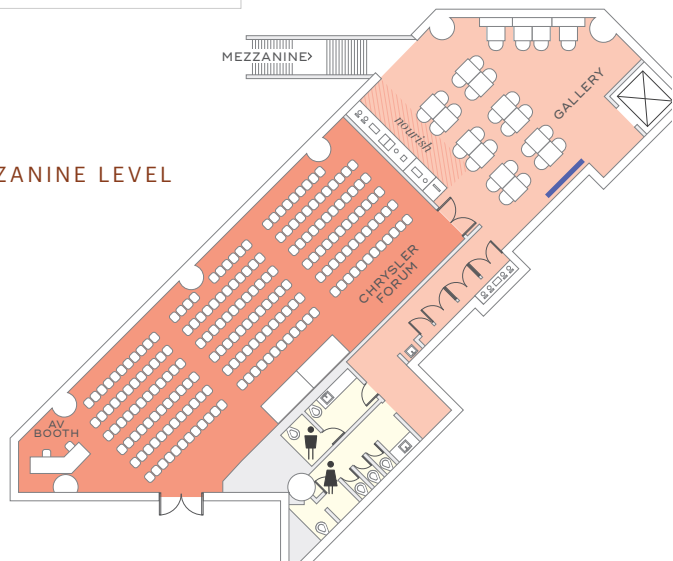 MEZZANINE>
GALLERY
nourish
ZANINE LEVEL
CHRYSLER
FORUM
AV
BOOTH